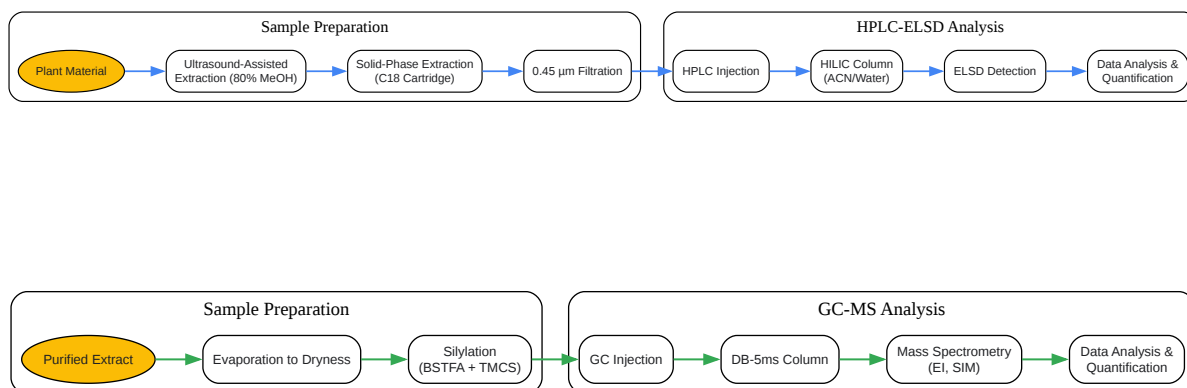 Sample Preparation
HPLC-ELSD Analysis
Plant Material
Ultrasound-Assisted
Extraction (80% MeOH)
Solid-Phase Extraction
(C18 Cartridge)
0.45 µm Filtration
HPLC Injection
HILIC Column
(ACN/Water)
ELSD Detection
Data Analysis &
Quantification
Sample Preparation
GC-MS Analysis
Purified Extract
Evaporation to Dryness
Silylation
(BSTFA + TMCS)
GC Injection
DB-5ms Column
Mass Spectrometry
(EI, SIM)
Data Analysis &
Quantification